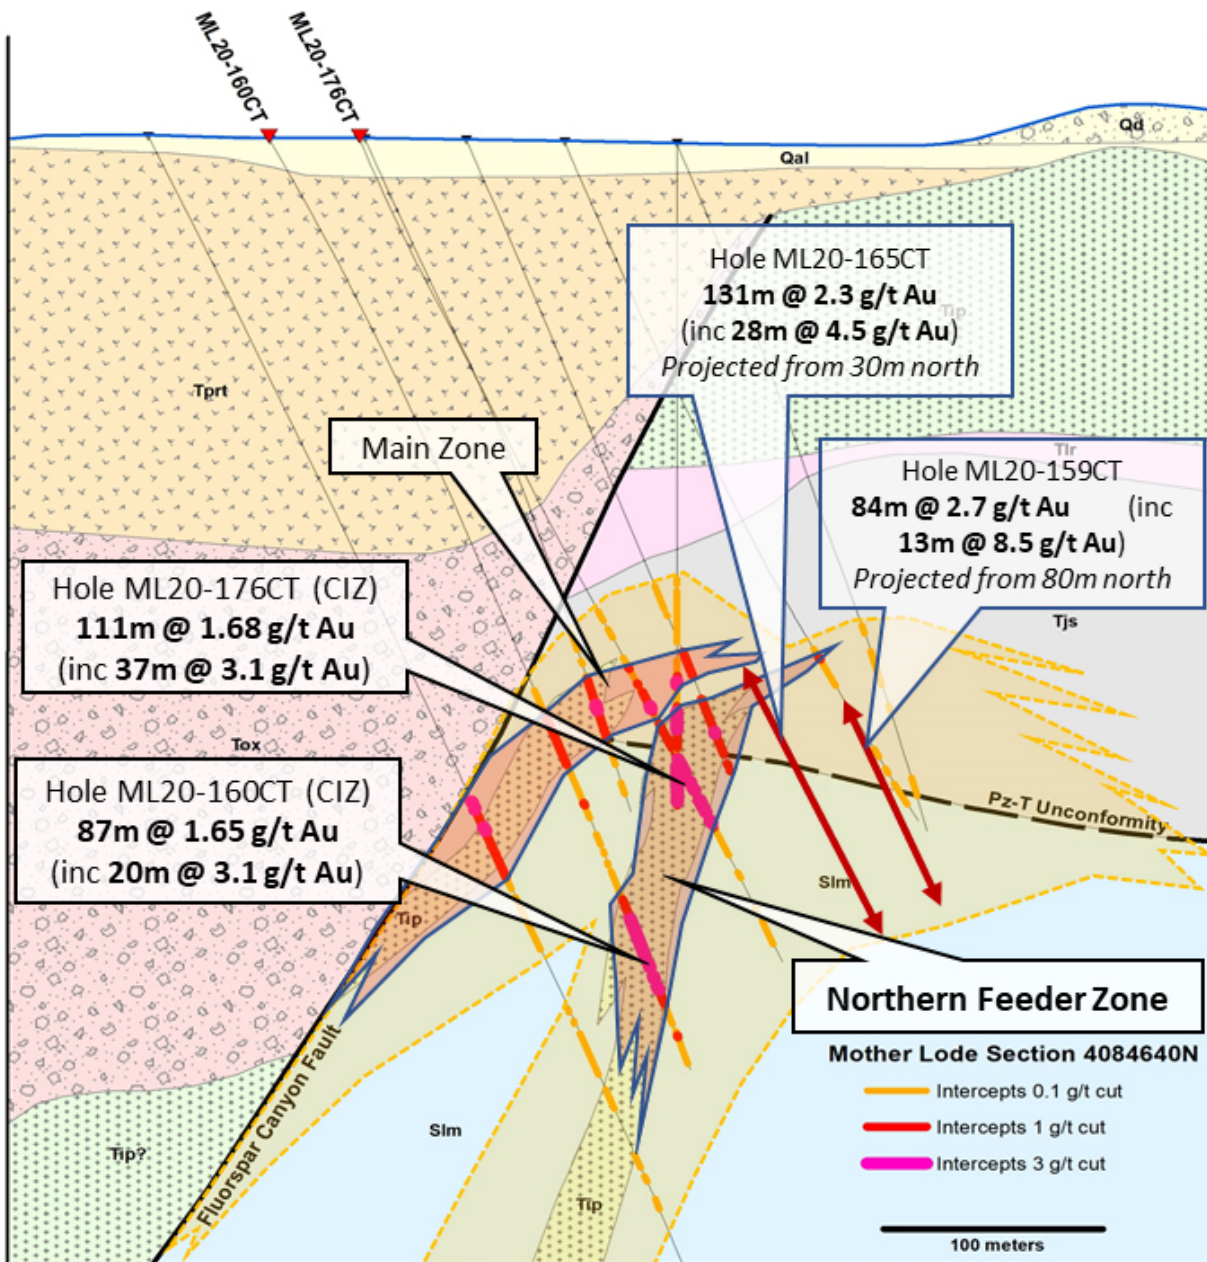 ML20-160CT
ML20-176CT
Qd
Qal
Hole ML20-165CT
131m @ 2.3 g/t Au
(inc 28m @ 4.5 g/t Au)
Projected from 30m north
Tip
Tprt
Main Zone
Tlr
Hole ML20-159CT
84m @ 2.7 g/t Au (inc
13m @ 8.5 g/t Au)
Projected from 80m north
Hole ML20-176CT (CIZ)
111m @ 1.68 g/t Au
(inc 37m @ 3.1 g/t Au)
Tjs
Tox
Hole ML20-160CT (CIZ)
87m @ 1.65 g/t Au
(inc 20m @ 3.1 g/t Au)
Pz-T Unconformity
Slm
Tip
Northern Feeder Zone
Fluorspar Canyon Fault
Mother Lode Section 4084640N
Intercepts 0.1 g/t cut
Intercepts 1 g/t cut
Intercepts 3 g/t cut
Slm
Tip?
Tip
100 meters